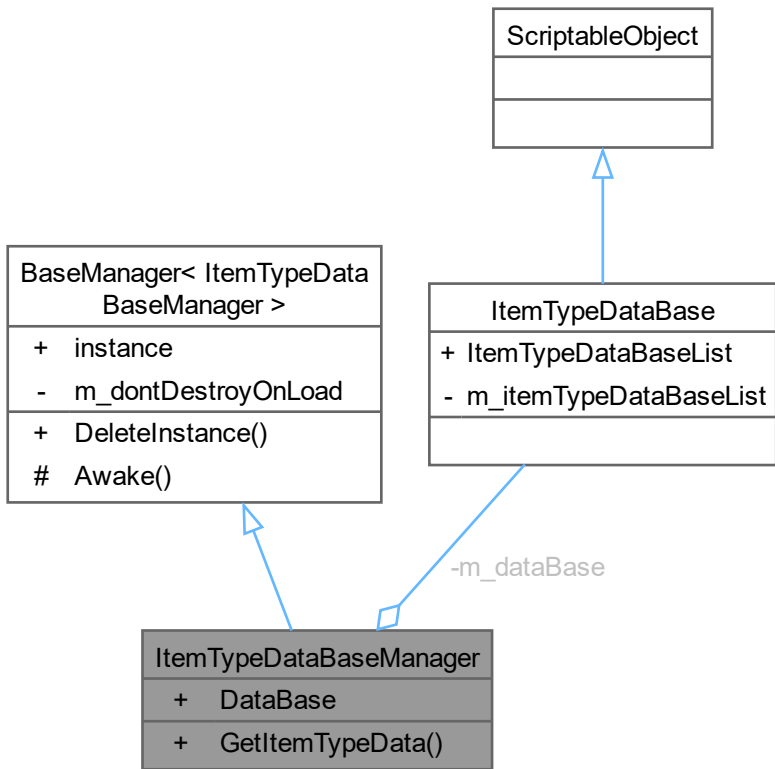 ScriptableObject
BaseManager< ItemTypeData
BaseManager >
+ instance
- m_dontDestroyOnLoad
+ DeleteInstance()
# Awake()
ItemTypeDataBase
+ ItemTypeDataBaseList
- m_itemTypeDataBaseList
-m_dataBase
ItemTypeDataBaseManager
+ DataBase
+ GetItemTypeData()